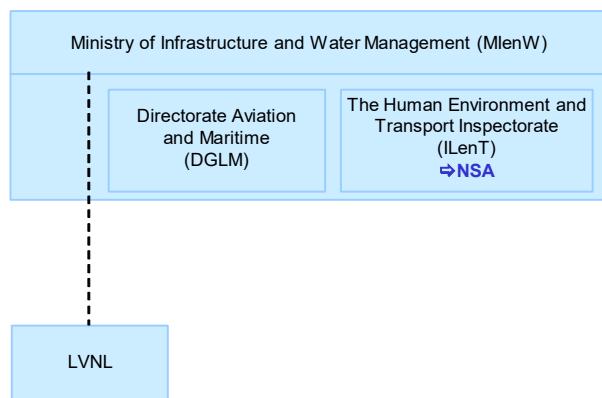 Ministry of Infrastructure and Water Management (MIenW)
Directorate Aviation
and Maritime
(DGLM)
The Human Environment and
Transport Inspectorate
(ILenT)
⇨NSA
LVNL